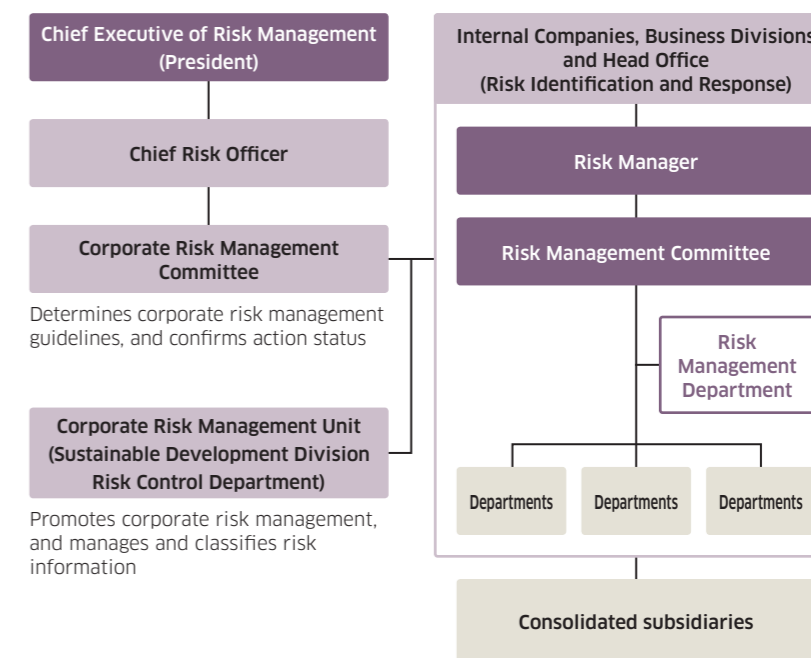 Chief Executive of Risk Management
(President)
Chief Risk Officer
Corporate Risk Management
Committee
Determines corporate risk management
guidelines, and confirms action status
Corporate Risk Management Unit
(Sustainable Development Division
Risk Control Department)
Promotes corporate risk management,
and manages and classifies risk
information
Internal Companies, Business Divisions
and Head Office
(Risk Identification and Response)
Risk Manager
Risk Management Committee
Risk
Management
Department
Departments
Departments
Departments
Consolidated subsidiaries